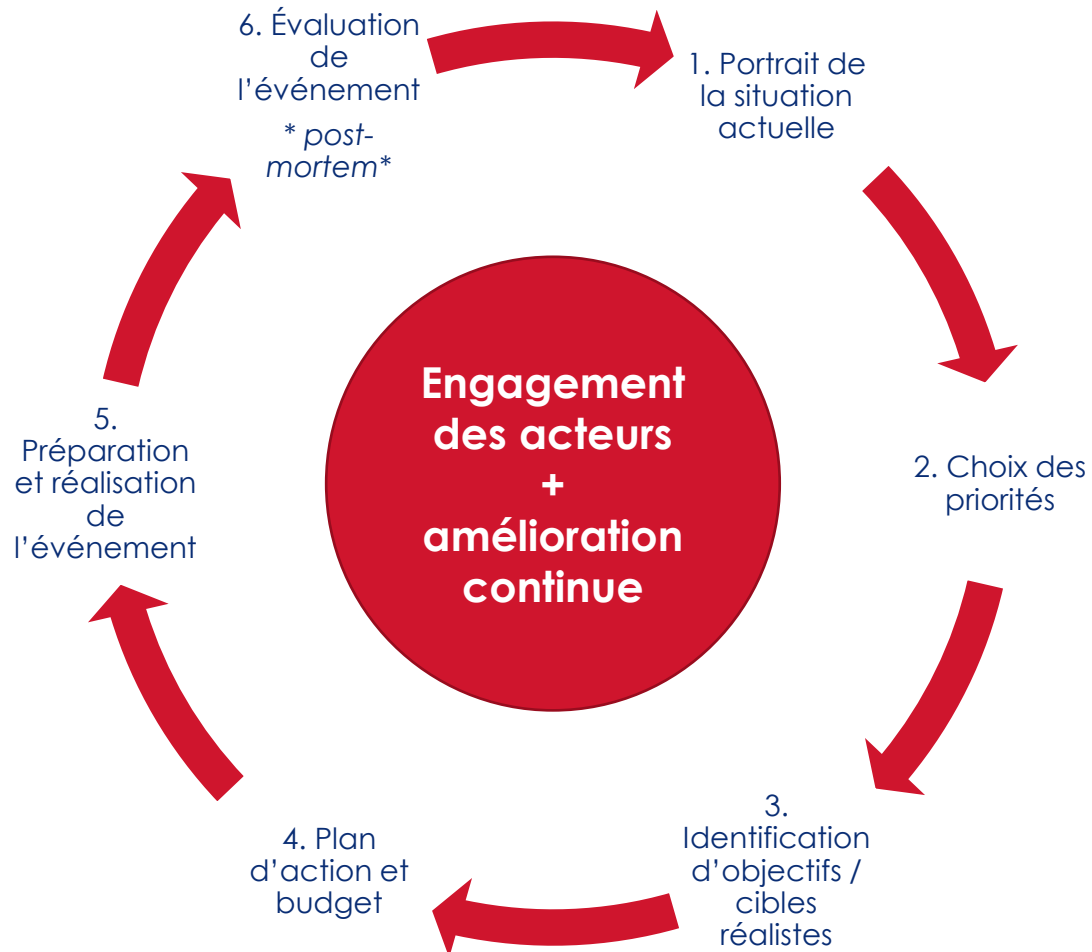 6. Évaluation
de
l'événement
* post-
mortem*
1. Portrait de
la situation
actuelle
2. Choix des
priorités
3.
Identification
d'objectifs /
cibles
réalistes
4. Plan
d'action et
budget
5.
Préparation
et réalisation
de
l'événement
Engagement
des acteurs
+
amélioration
continue